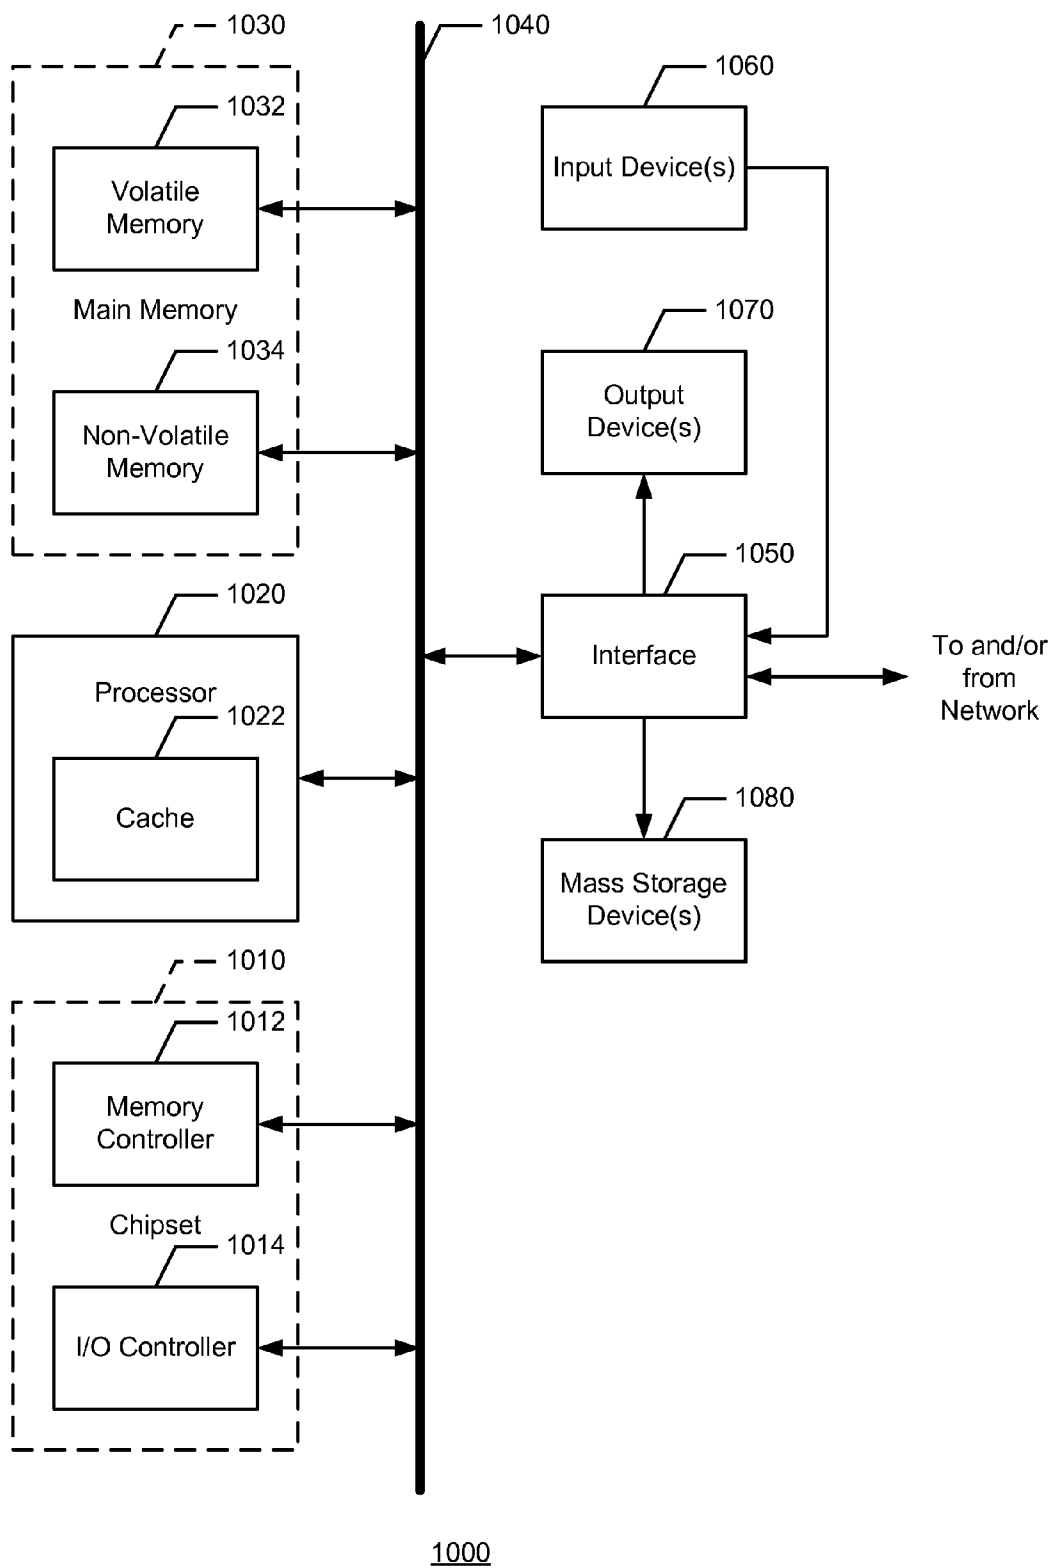 1030
1040
1032
Volatile
Memory
Main Memory
1034
Non-Volatile
Memory
1020
Processor
1022
Cache
1010
1012
Memory
Controller
Chipset
1014
I/O Controller
1060
Input Device(s)
1070
Output
Device(s)
1050
Interface
To and/or
from
Network
1080
Mass Storage
Device(s)
1000